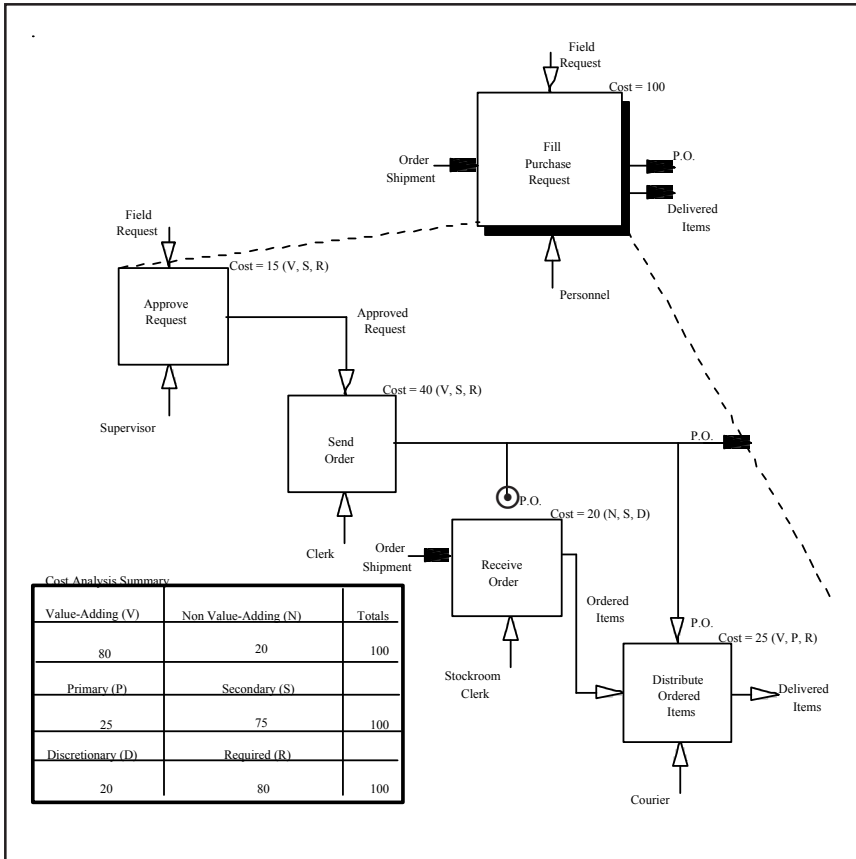 Field
Request
Cost = 100
Fill
Purchase
Request
Order
Shipment
P.O.
Delivered
Items
Personnel
Field
Request
Cost = 15 (V, S, R)
Approve
Request
Approved
Request
Supervisor
Cost = 40 (V, S, R)
Send
Order
Clerk
P.O.
P.O.
Cost = 20 (N, S, D)
Order
Shipment
Receive
Order
Ordered
Items
Stockroom
Clerk
P.O.
Cost = 25 (V, P, R)
Distribute
Ordered
Items
Delivered
Items
Courier
Cost Analysis Summary
Value-Adding (V) Non Value-Adding (N) Totals
80 20 100
Primary (P) Secondary (S)
25 75 100
Discretionary (D) Required (R)
20 80 100